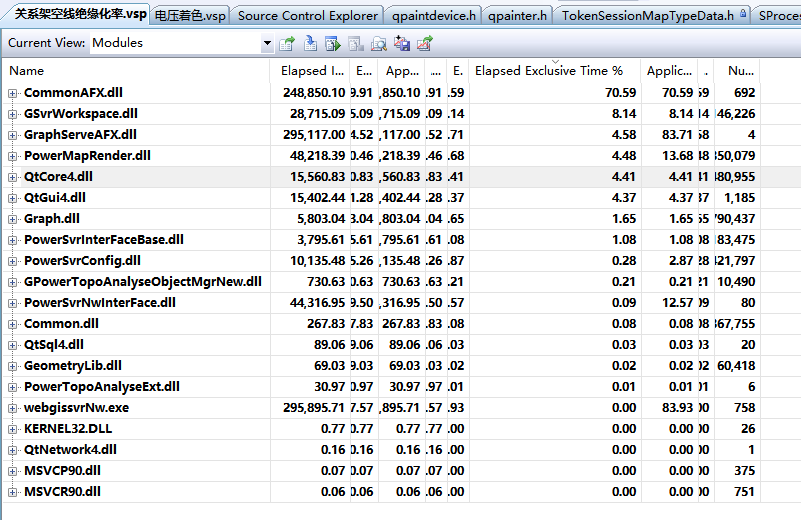 关系架空线绝缘化率.vsp 电压着色.vsp Source Control Explorer qpaintdevice.h qpainter.h TokenSessionMapTypeData.h SProces
Current View: Modules
Name Elapsed I... E... App... ... E. Elapsed Exclusive Time % Applic... . Nu...
CommonAFX.dll 248,850.10 9.91 ,850.10 .91 .59 70.59 70.59 59 692
GSvrWorkspace.dll 28,715.09 5.09 ,715.09 .09 .14 8.14 8.14 14 46,226
GraphServeAFX.dll 295,117.00 4.52 ,117.00 .52 .71 4.58 83.71 58 4
PowerMapRender.dll 48,218.39 0.46 ,218.39 .46 .68 4.48 13.68 48 350,079
QtCore4.dll 15,560.83 0.83 ,560.83 .83 .41 4.41 4.41 41 380,955
QtGui4.dll 15,402.44 1.28 ,402.44 .28 .37 4.37 4.37 37 1,185
Graph.dll 5,803.04 3.04 ,803.04 .04 .65 1.65 1.65 55 790,437
PowerSvrInterFaceBase.dll 3,795.61 5.61 ,795.61 .61 .08 1.08 1.08 08 83,475
PowerSvrConfig.dll 10,135.48 5.26 ,135.48 .26 .87 0.28 2.87 28 321,797
GPowerTopoAnalyseObjectMgrNew.dll 730.63 0.63 730.63 .63 .21 0.21 0.21 21 10,490
PowerSvrNwInterFace.dll 44,316.95 9.50 ,316.95 .50 .57 0.09 12.57 09 80
Common.dll 267.83 7.83 267.83 .83 .08 0.08 0.08 08 367,755
QtSql4.dll 89.06 9.06 89.06 .06 .03 0.03 0.03 03 20
GeometryLib.dll 69.03 9.03 69.03 .03 .02 0.02 0.02 02 60,418
PowerTopoAnalyseExt.dll 30.97 0.97 30.97 .97 .01 0.01 0.01 01 6
webgissvrNw.exe 295,895.71 7.57 ,895.71 .57 .93 0.00 83.93 00 758
KERNEL32.DLL 0.77 0.77 0.77 .77 .00 0.00 0.00 00 26
QtNetwork4.dll 0.16 0.16 0.16 .16 .00 0.00 0.00 00 1
MSVCP90.dll 0.07 0.07 0.07 .07 .00 0.00 0.00 00 375
MSVCR90.dll 0.06 0.06 0.06 .06 .00 0.00 0.00 00 751